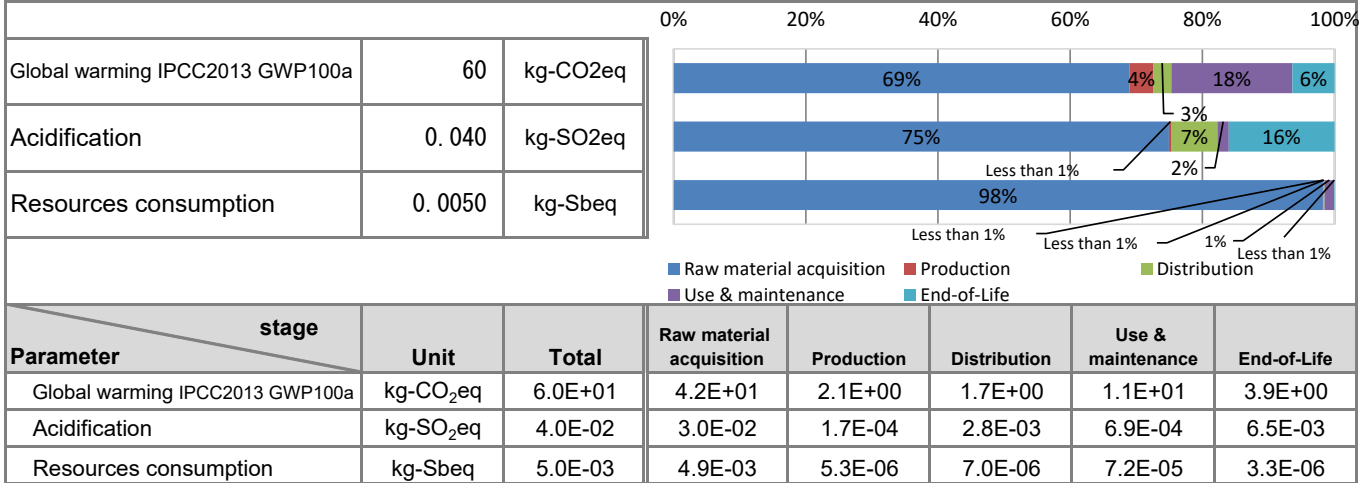 0% 20% 40% 60% 80% 100%
Global warming IPCC2013 GWP100a 60 kg-CO2eq
69% 4% 18% 6%
3%
Acidification 0.040 kg-SO2eq
75% 7% 16%
Less than 1% 2%
Resources consumption 0.0050 kg-Sbeq
98%
Less than 1% Less than 1% 1% Less than 1%
Raw material acquisition Production Distribution
Use & maintenance End-of-Life
stage
Parameter Unit Total Raw material acquisition Production Distribution Use & maintenance End-of-Life
Global warming IPCC2013 GWP100a kg-CO₂eq 6.0E+01 4.2E+01 2.1E+00 1.7E+00 1.1E+01 3.9E+00
Acidification kg-SO₂eq 4.0E-02 3.0E-02 1.7E-04 2.8E-03 6.9E-04 6.5E-03
Resources consumption kg-Sbeq 5.0E-03 4.9E-03 5.3E-06 7.0E-06 7.2E-05 3.3E-06